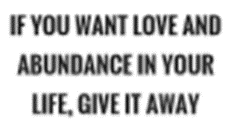 IF YOU WANT LOVE AND
ABUNDANCE IN YOUR
LIFE, GIVE IT AWAY